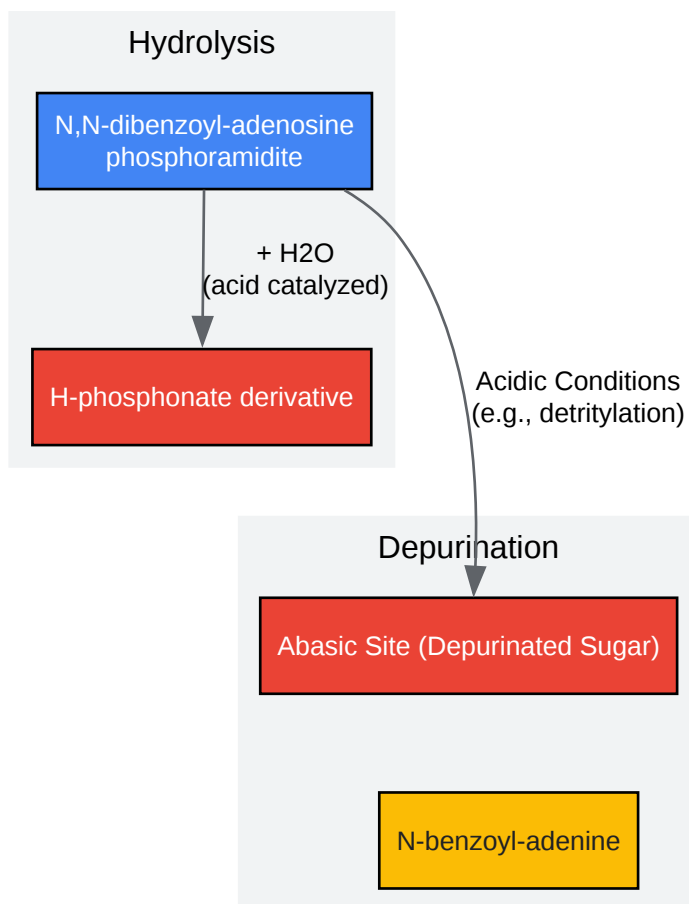 Hydrolysis
N,N-dibenzoyl-adenosine
phosphoramidite
+ H2O
(acid catalyzed)
H-phosphonate derivative
Acidic Conditions
(e.g., detritylation)
Depurination
Abasic Site (Depurinated Sugar)
N-benzoyl-adenine